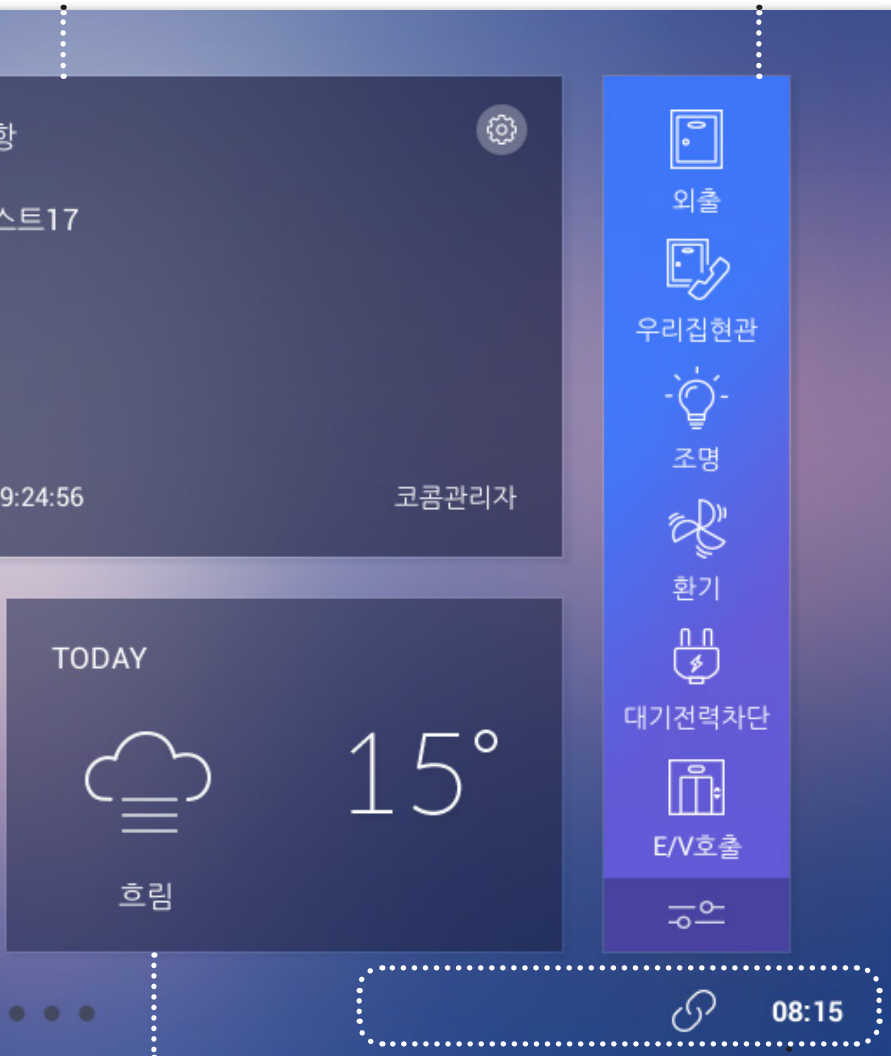 항
스트17
9:24:56
코콤관리자
TODAY
15°
흐림
외출
우리집현관
조명
환기
대기전력차단
E/V호출
08:15